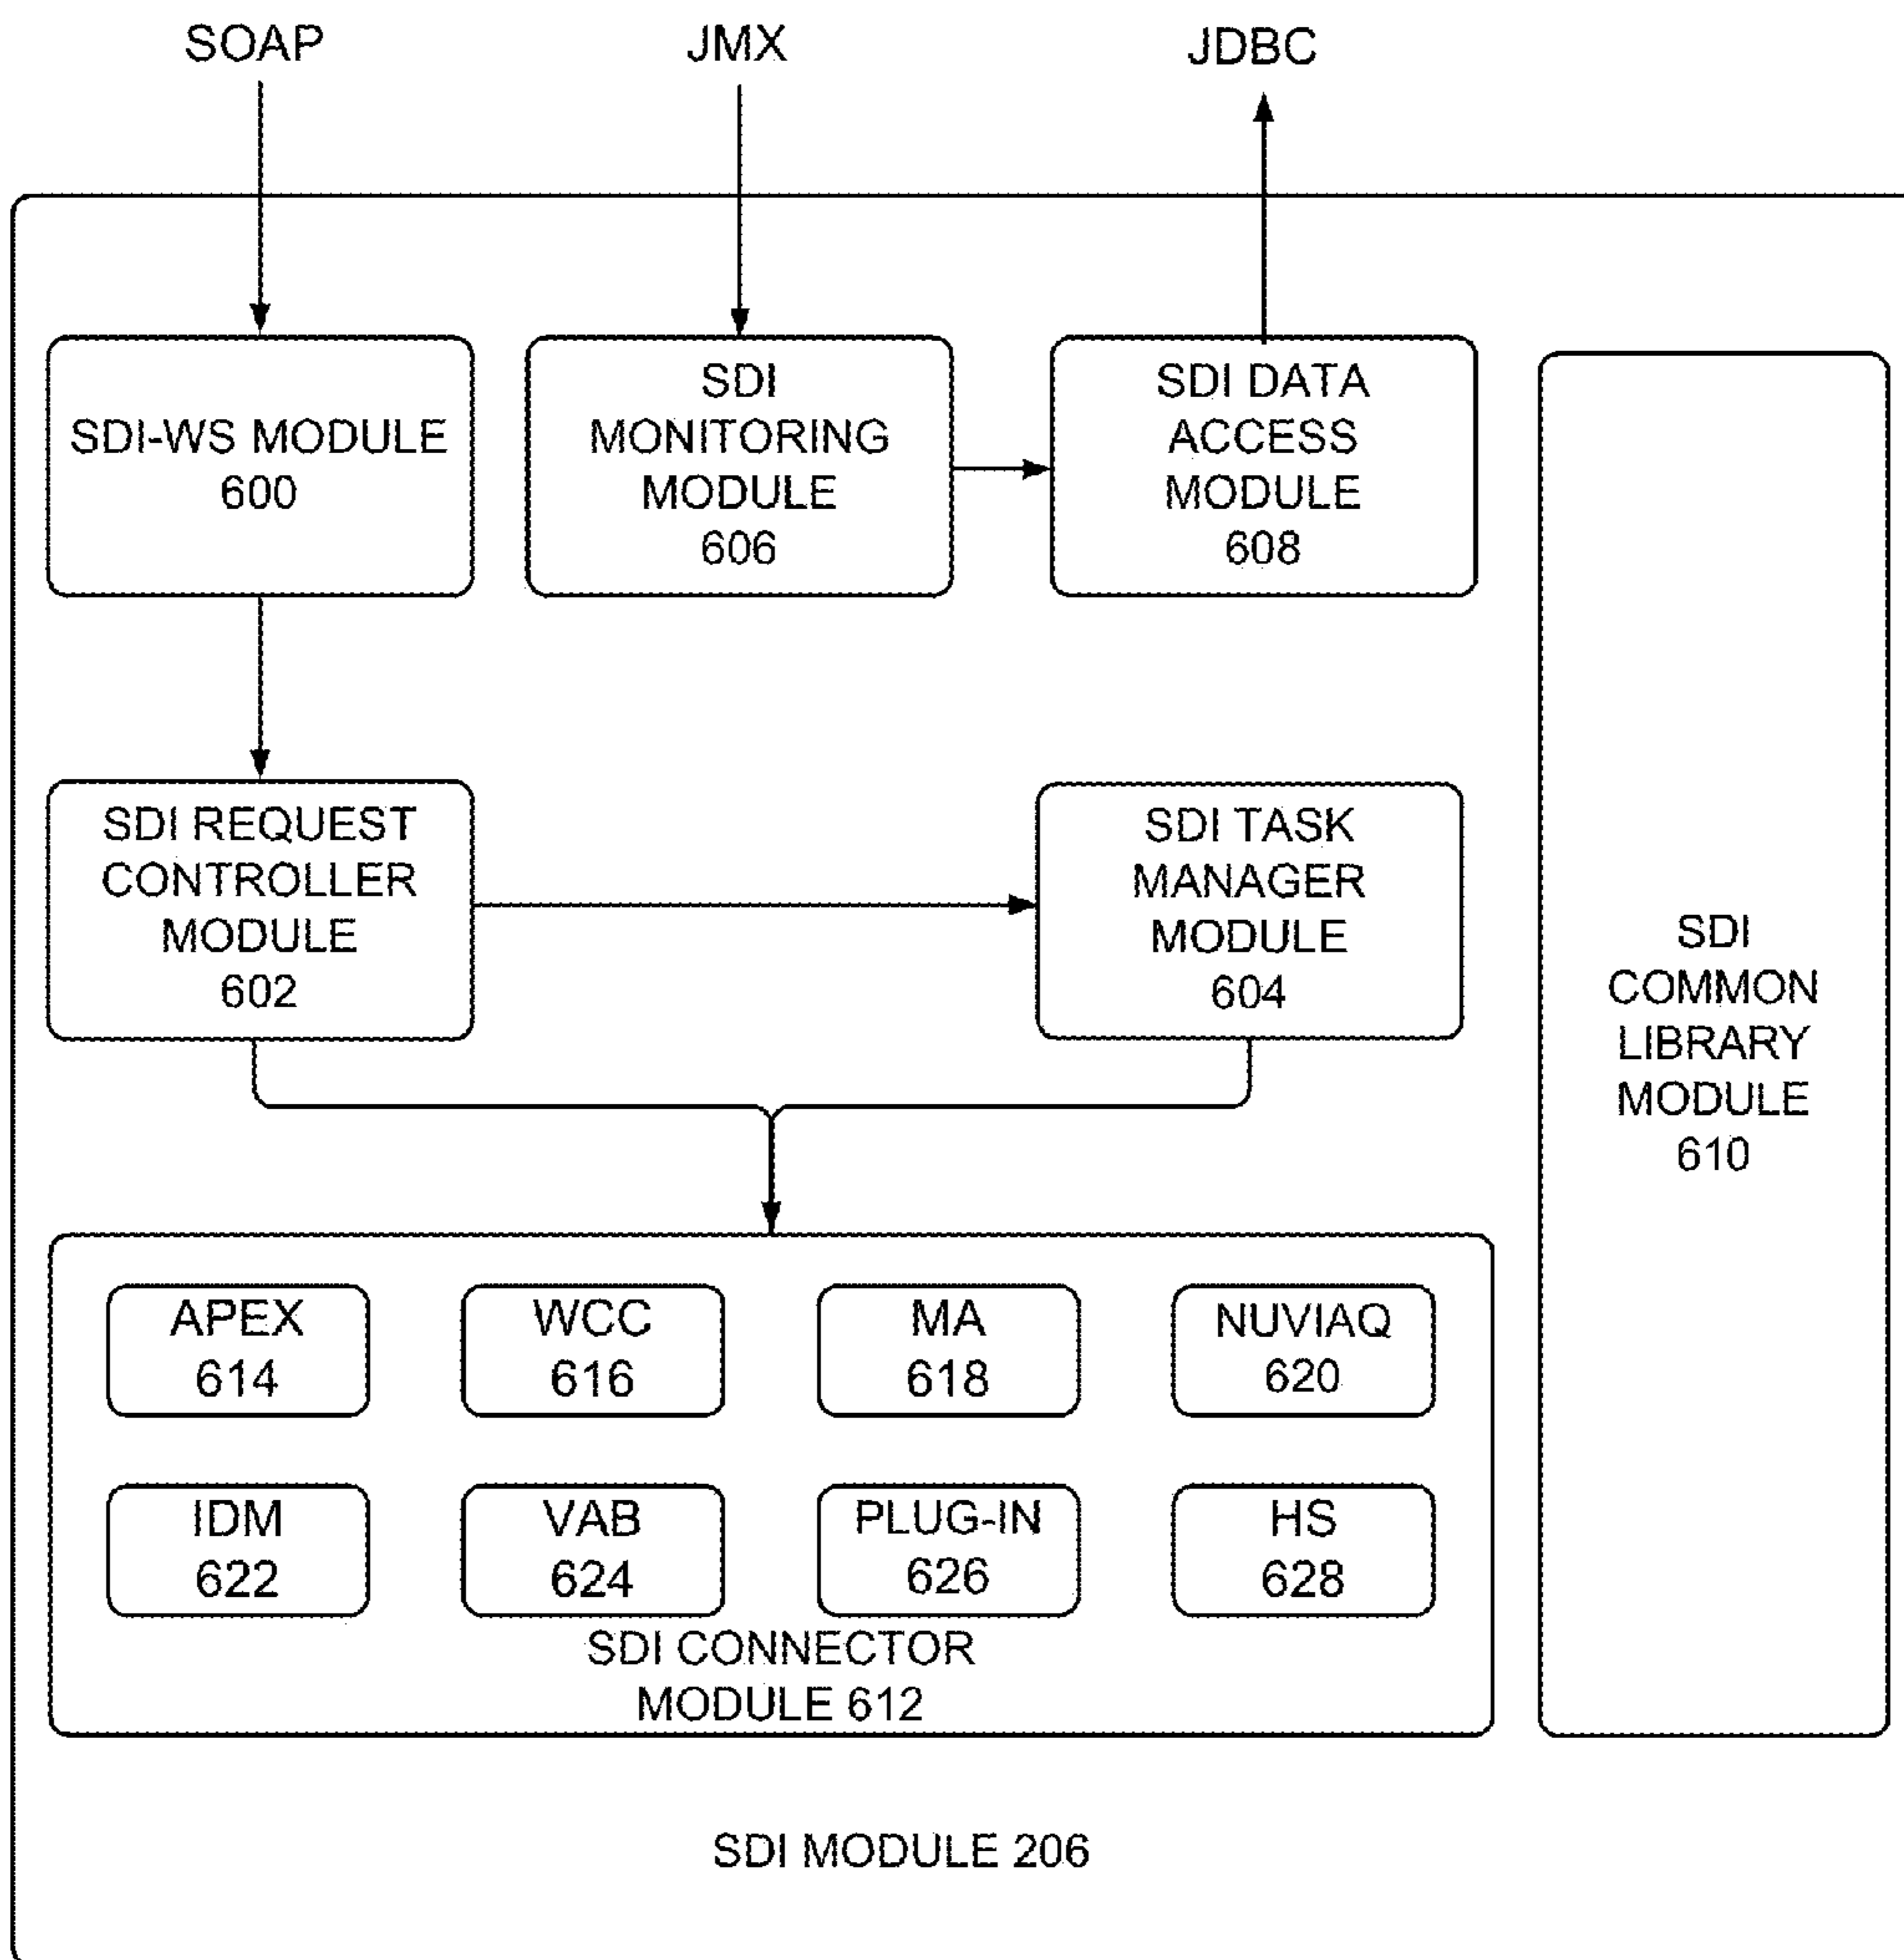 SOAP
JMX
JDBC
SDI-WS MODULE
600
SDI
MONITORING
MODULE
606
SDI DATA
ACCESS
MODULE
608
SDI REQUEST
CONTROLLER
MODULE
602
SDI TASK
MANAGER
MODULE
604
SDI
COMMON
LIBRARY
MODULE
610
APEX
614
WCC
616
MA
618
NUVIAQ
620
IDM
622
VAB
624
PLUG-IN
626
HS
628
SDI CONNECTOR
MODULE 612
SDI MODULE 206